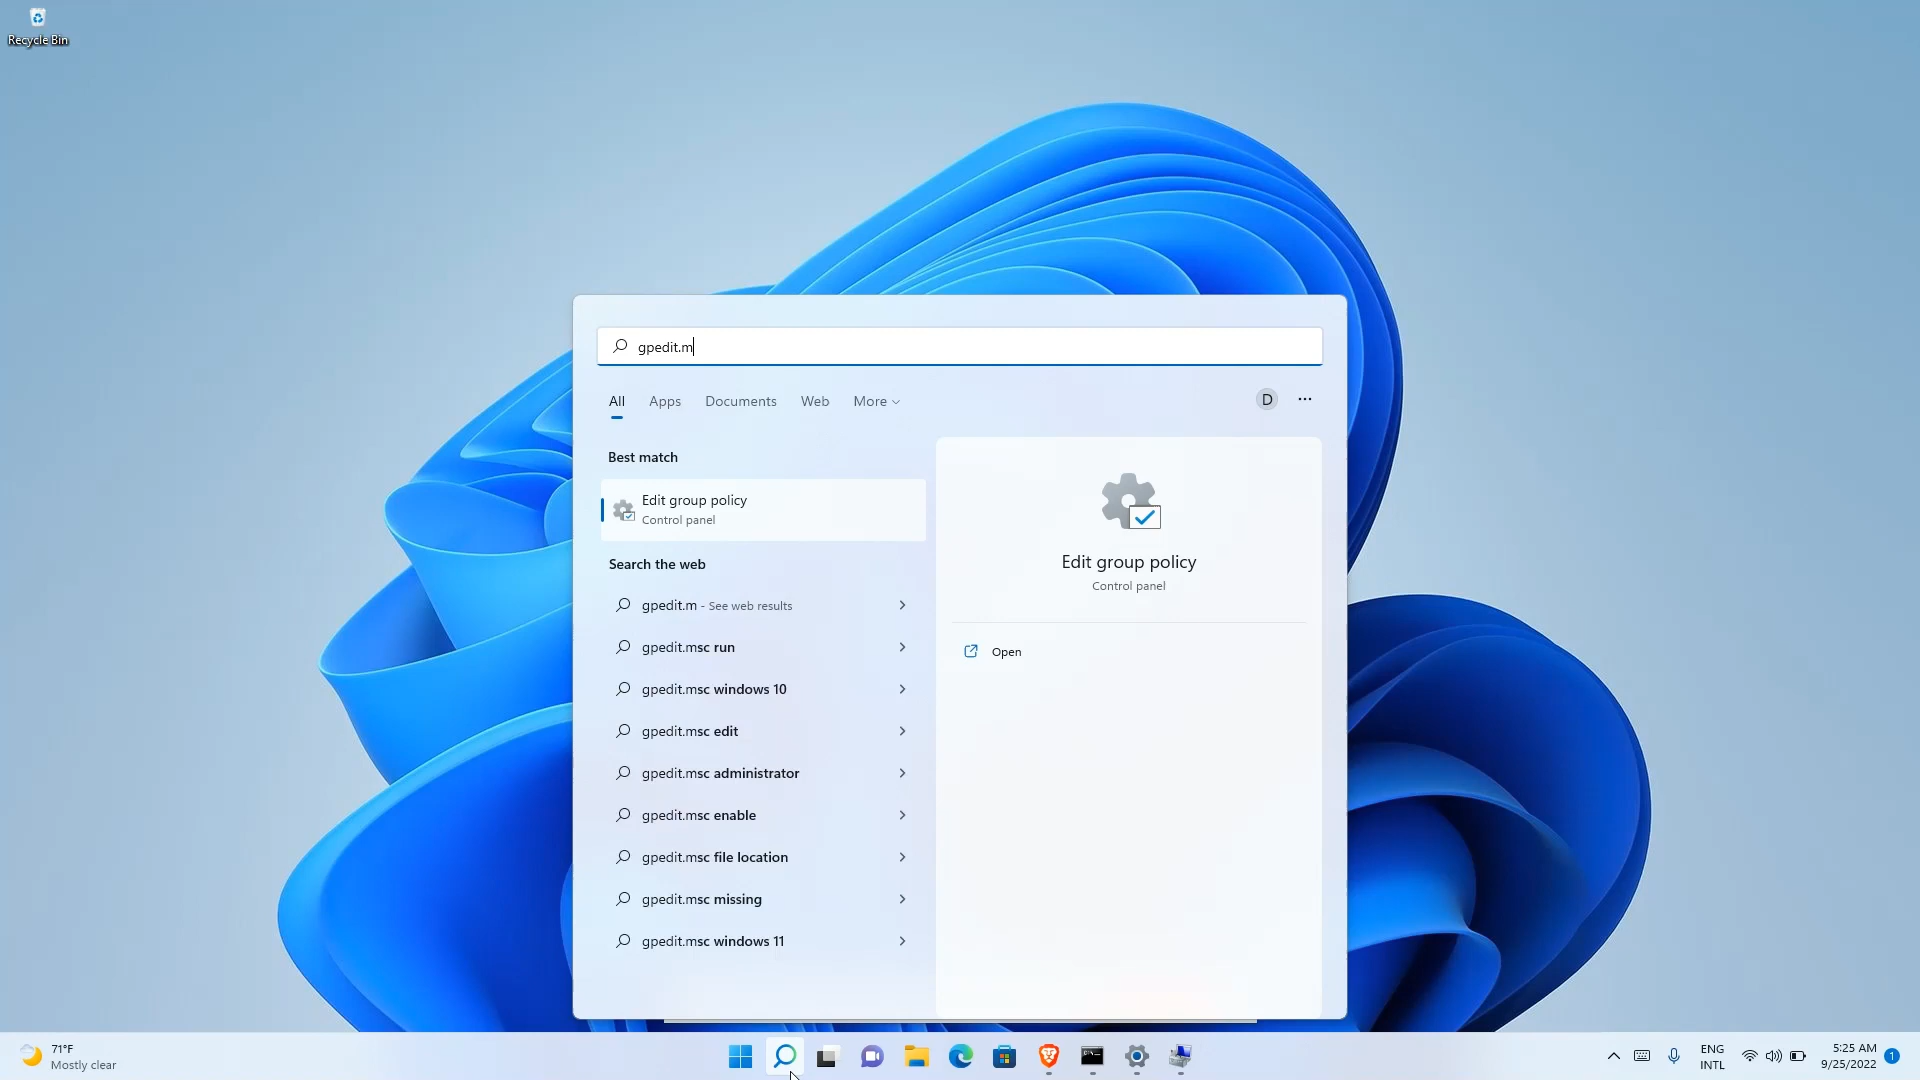 Recycle Bin
gpedit.m
All Apps Documents Web More
D
Best match
Edit group policy
Control panel
Search the web
gpedit.m - See web results
gpedit.msc run
gpedit.msc windows 10
gpedit.msc edit
gpedit.msc administrator
gpedit.msc enable
gpedit.msc file location
gpedit.msc missing
gpedit.msc windows 11
Edit group policy
Control panel
Open
71°F
Mostly clear
ENG
INTL
5:25 AM
9/25/2022
1